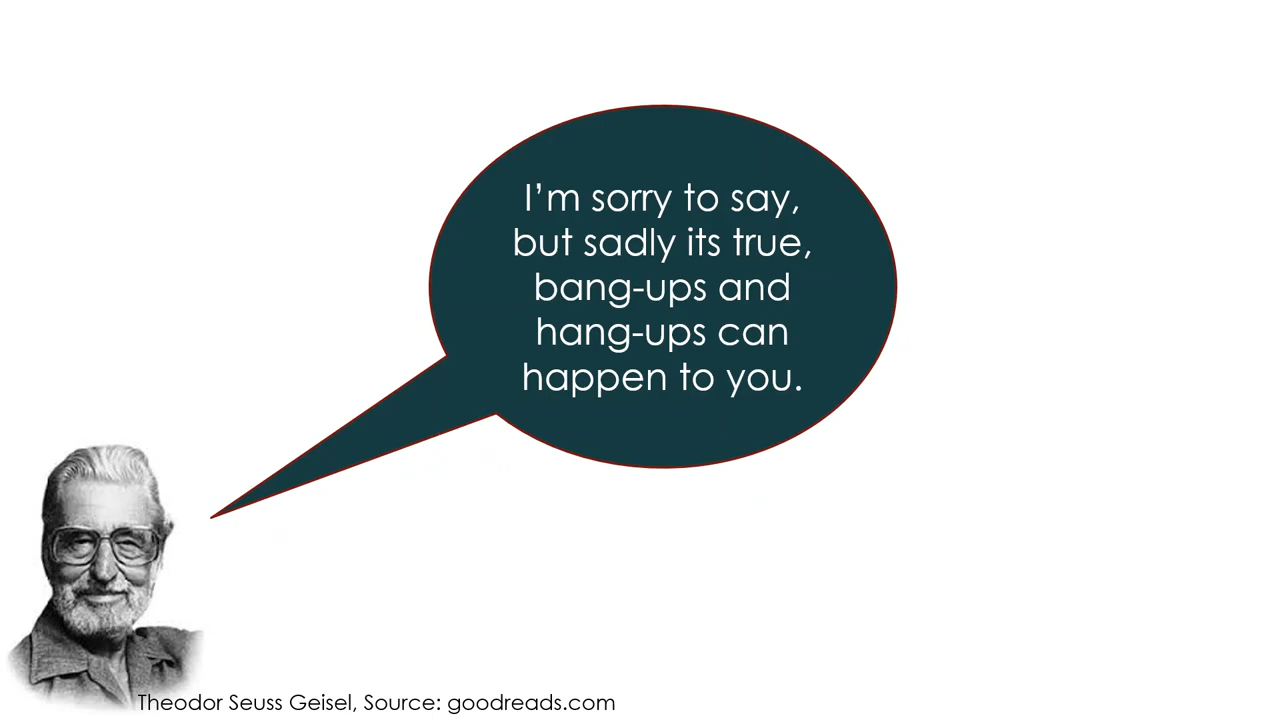 I’m sorry to say,
but sadly its true,
bang-ups and
hang-ups can
happen to you.
Theodor Seuss Geisel, Source: goodreads.com